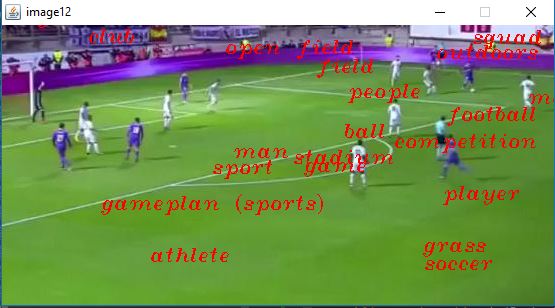 image12
club
squad
open field
outdoors
field
people
football
ball
competition
man
stadium
sport
game
player
gameplan (sports)
grass
athlete
soccer